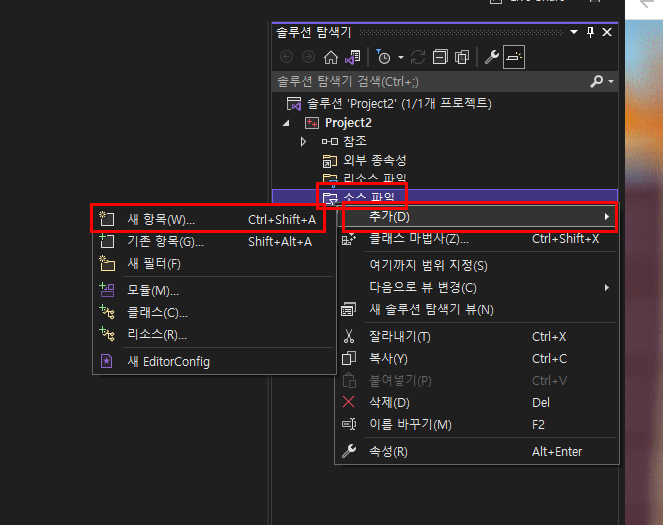 솔루션 탐색기
솔루션 탐색기 검색(Ctrl+;)
솔루션 'Project2' (1/1개 프로젝트)
Project2
참조
외부 종속성
리소스 파일
소스 파일
추가(D)
클래스 마법사(Z)... Ctrl+Shift+X
여기까지 범위 지정(S)
다음으로 뷰 변경(C)
새 솔루션 탐색기 뷰(N)
잘라내기(T) Ctrl+X
복사(Y) Ctrl+C
붙여넣기(P) Ctrl+V
삭제(D) Del
이름 바꾸기(M) F2
속성(R) Alt+Enter
새 항목(W)... Ctrl+Shift+A
기존 항목(G)... Shift+Alt+A
새 필터(F)
모듈(M)...
클래스(C)...
리소스(R)...
새 EditorConfig